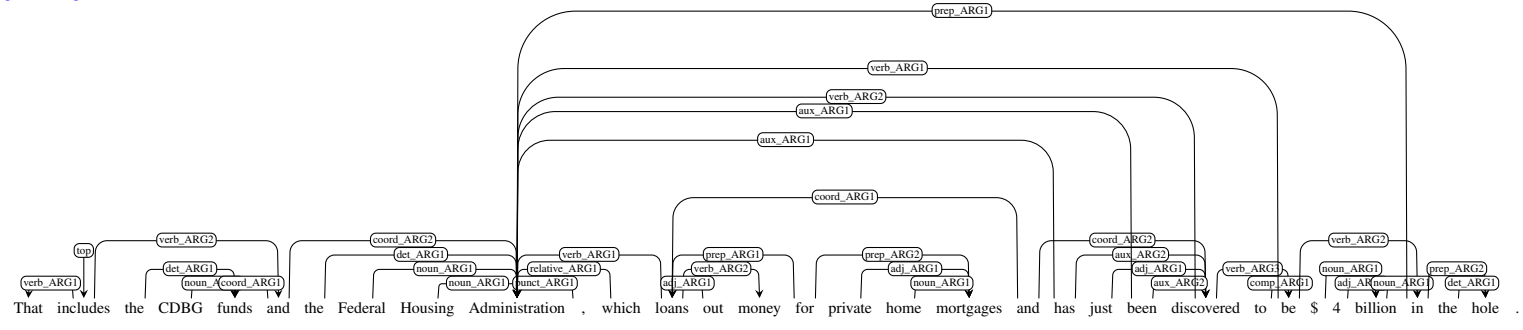 prep_ARG1
verb_ARG1
verb_ARG2
aux_ARG1
aux_ARG1
coord_ARG1
verb_ARG2 coord_ARG2 coord_ARG2 verb_ARG2
top det_ARG1 verb_ARG1 prep_ARG1 prep_ARG2 aux_ARG2
det_ARG1 noun_ARG1 relative_ARG1 verb_ARG2 adj_ARG1 adj_ARG1 verb_ARG3 noun_ARG1 prep_ARG2
verb_ARG1 coord_ARG1 noun_ARG1 punct_ARG1 adj_ARG1 noun_ARG1 aux_ARG2 comp_ARG1 noun_ARG1 det_ARG1
That includes the CDBG funds and the Federal Housing Administration , which loans out money for private home mortgages and has just been discovered to be $ 4 billion in the hole .